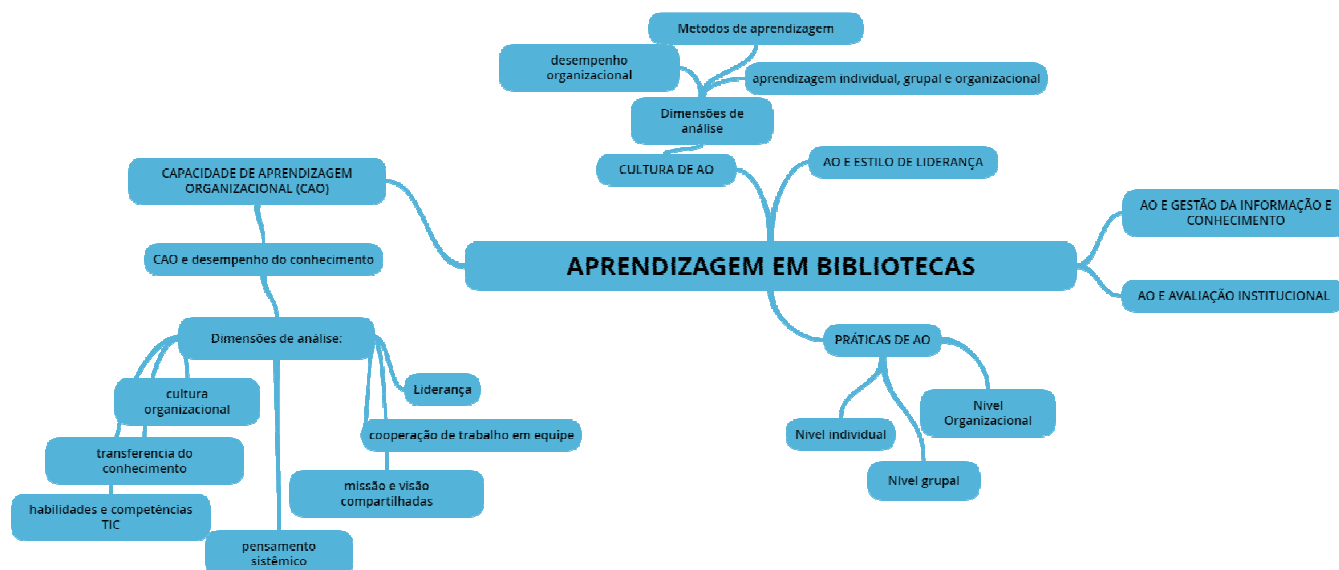 Metodos de aprendizagem
desempenho
organizacional
aprendizagem individual, grupal e organizacional
Dimensões de
análise
CULTURA DE AO
AO E ESTILO DE LIDERANÇA
CAPACIDADE DE APRENDIZAGEM
ORGANIZACIONAL (CAO)
AO E GESTÃO DA INFORMAÇÃO E
CONHECIMENTO
CAO e desempenho do conhecimento
APRENDIZAGEM EM BIBLIOTECAS
AO E AVALIAÇÃO INSTITUCIONAL
Dimensões de análise:
PRÁTICAS DE AO
cultura
organizacional
Liderança
Nivel
Organizacional
cooperação de trabalho em equipe
Nivel individual
transferencia do
conhecimento
missão e visão
compartilhadas
Nivel grupal
habilidades e competências
TIC
pensamento
sistêmico